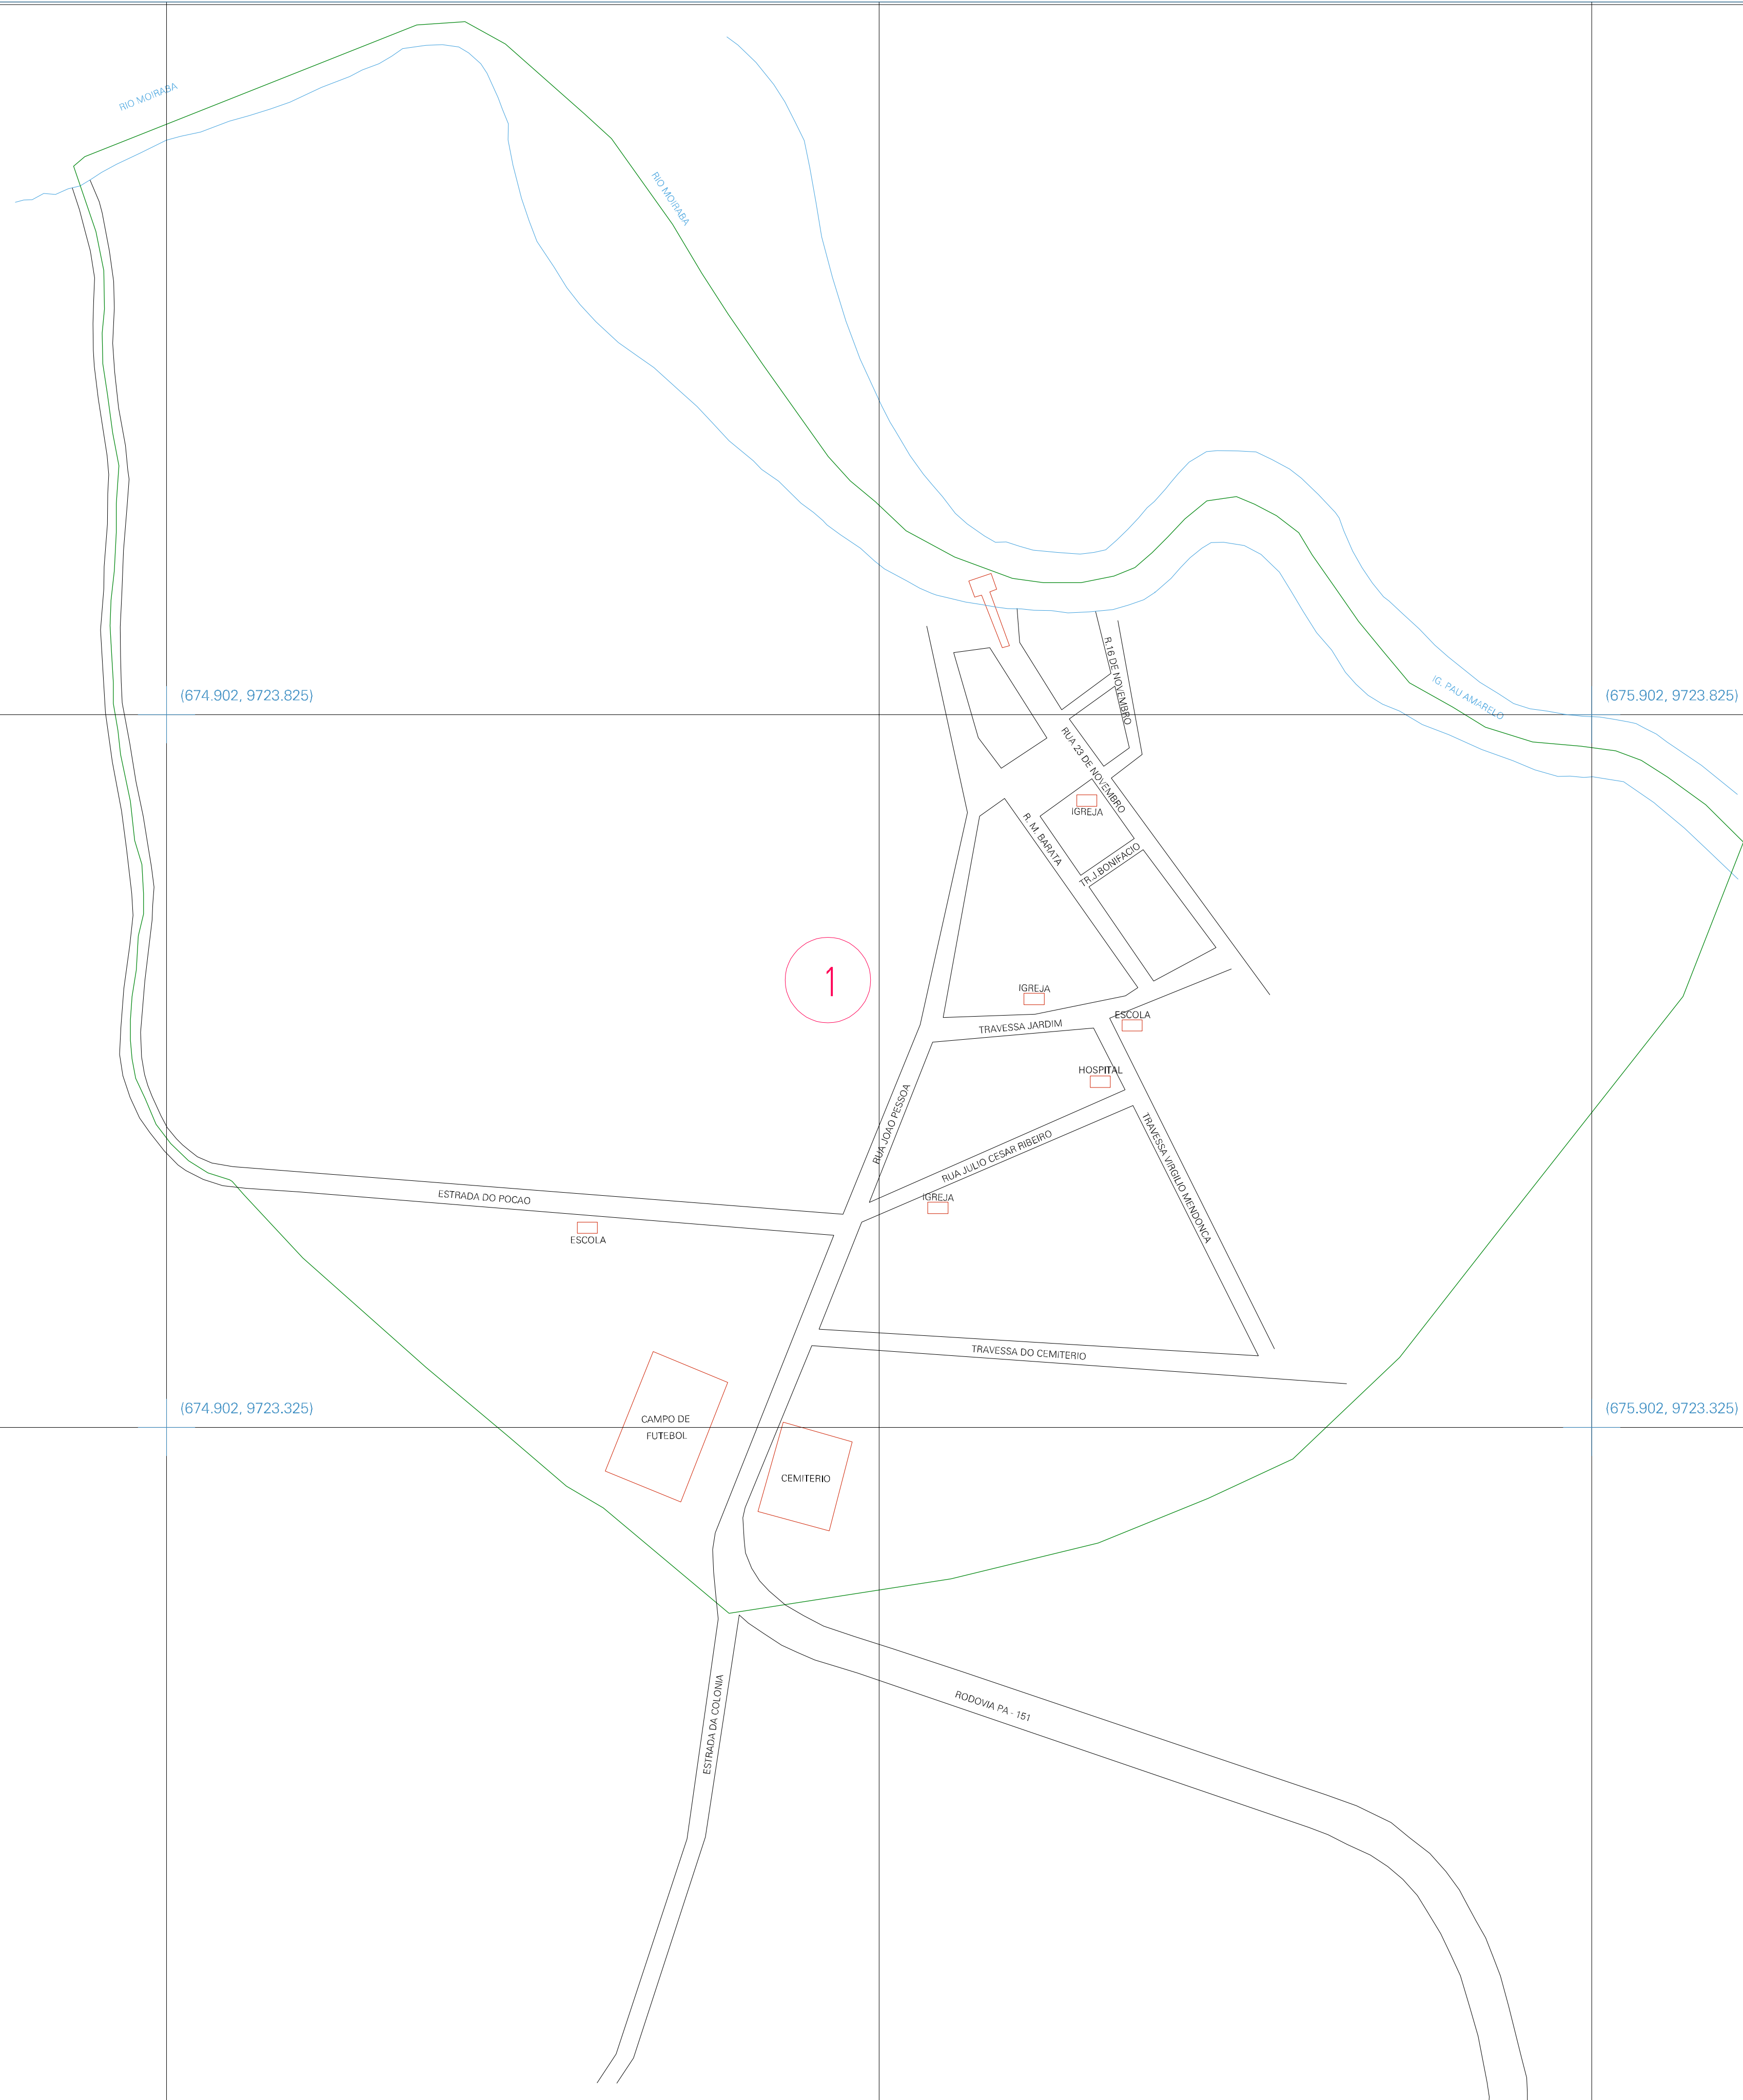 RIO MOIRABA
RIO MOIRABA
R.16 DE NOVEMBRO
(674.902, 9723.825)
(675.902, 9723.825)
IG. PAU AMARELO
RUA 23 DE NOVEMBRO
IGREJA
R. M. BARATA
TR.J.BONIFACIO
1
IGREJA
ESCOLA
TRAVESSA JARDIM
HOSPITAL
RUA JOAO PESSOA
RUA JULIO CESAR RIBEIRO
TRAVESSA VIRGILIO MENDONCA
ESTRADA DO POCAO
IGREJA
ESCOLA
TRAVESSA DO CEMITERIO
(674.902, 9723.325)
(675.902, 9723.325)
CAMPO DE
FUTEBOL
CEMITERIO
ESTRADA DA COLONIA
RODOVIA PA - 151